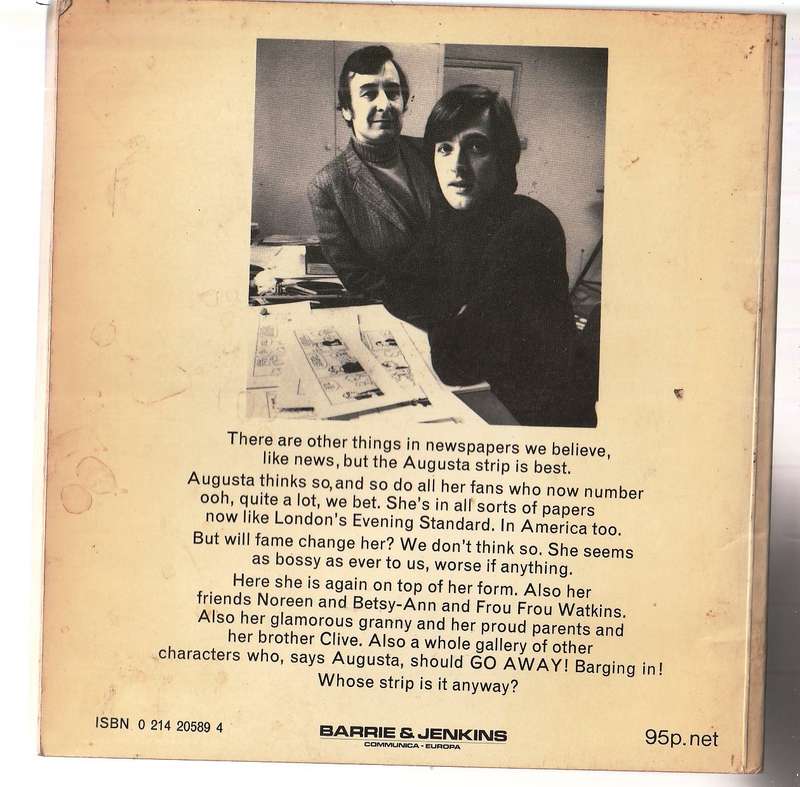 There are other things in newspapers we believe,
like news, but the Augusta strip is best.
Augusta thinks so, and so do all her fans who now number
ooh, quite a lot, we bet. She's in all sorts of papers
now like London's Evening Standard. In America too.
But will fame change her? We don't think so. She seems
as bossy as ever to us, worse if anything.
Here she is again on top of her form. Also her
friends Noreen and Betsy-Ann and Frou Frou Watkins.
Also her glamorous granny and her proud parents and
her brother Clive. Also a whole gallery of other
characters who, says Augusta, should GO AWAY! Barging in!
Whose strip is it anyway?
ISBN 0 214 20589 4
BARRIE & JENKINS
COMMUNICA - EUROPA
95p. net